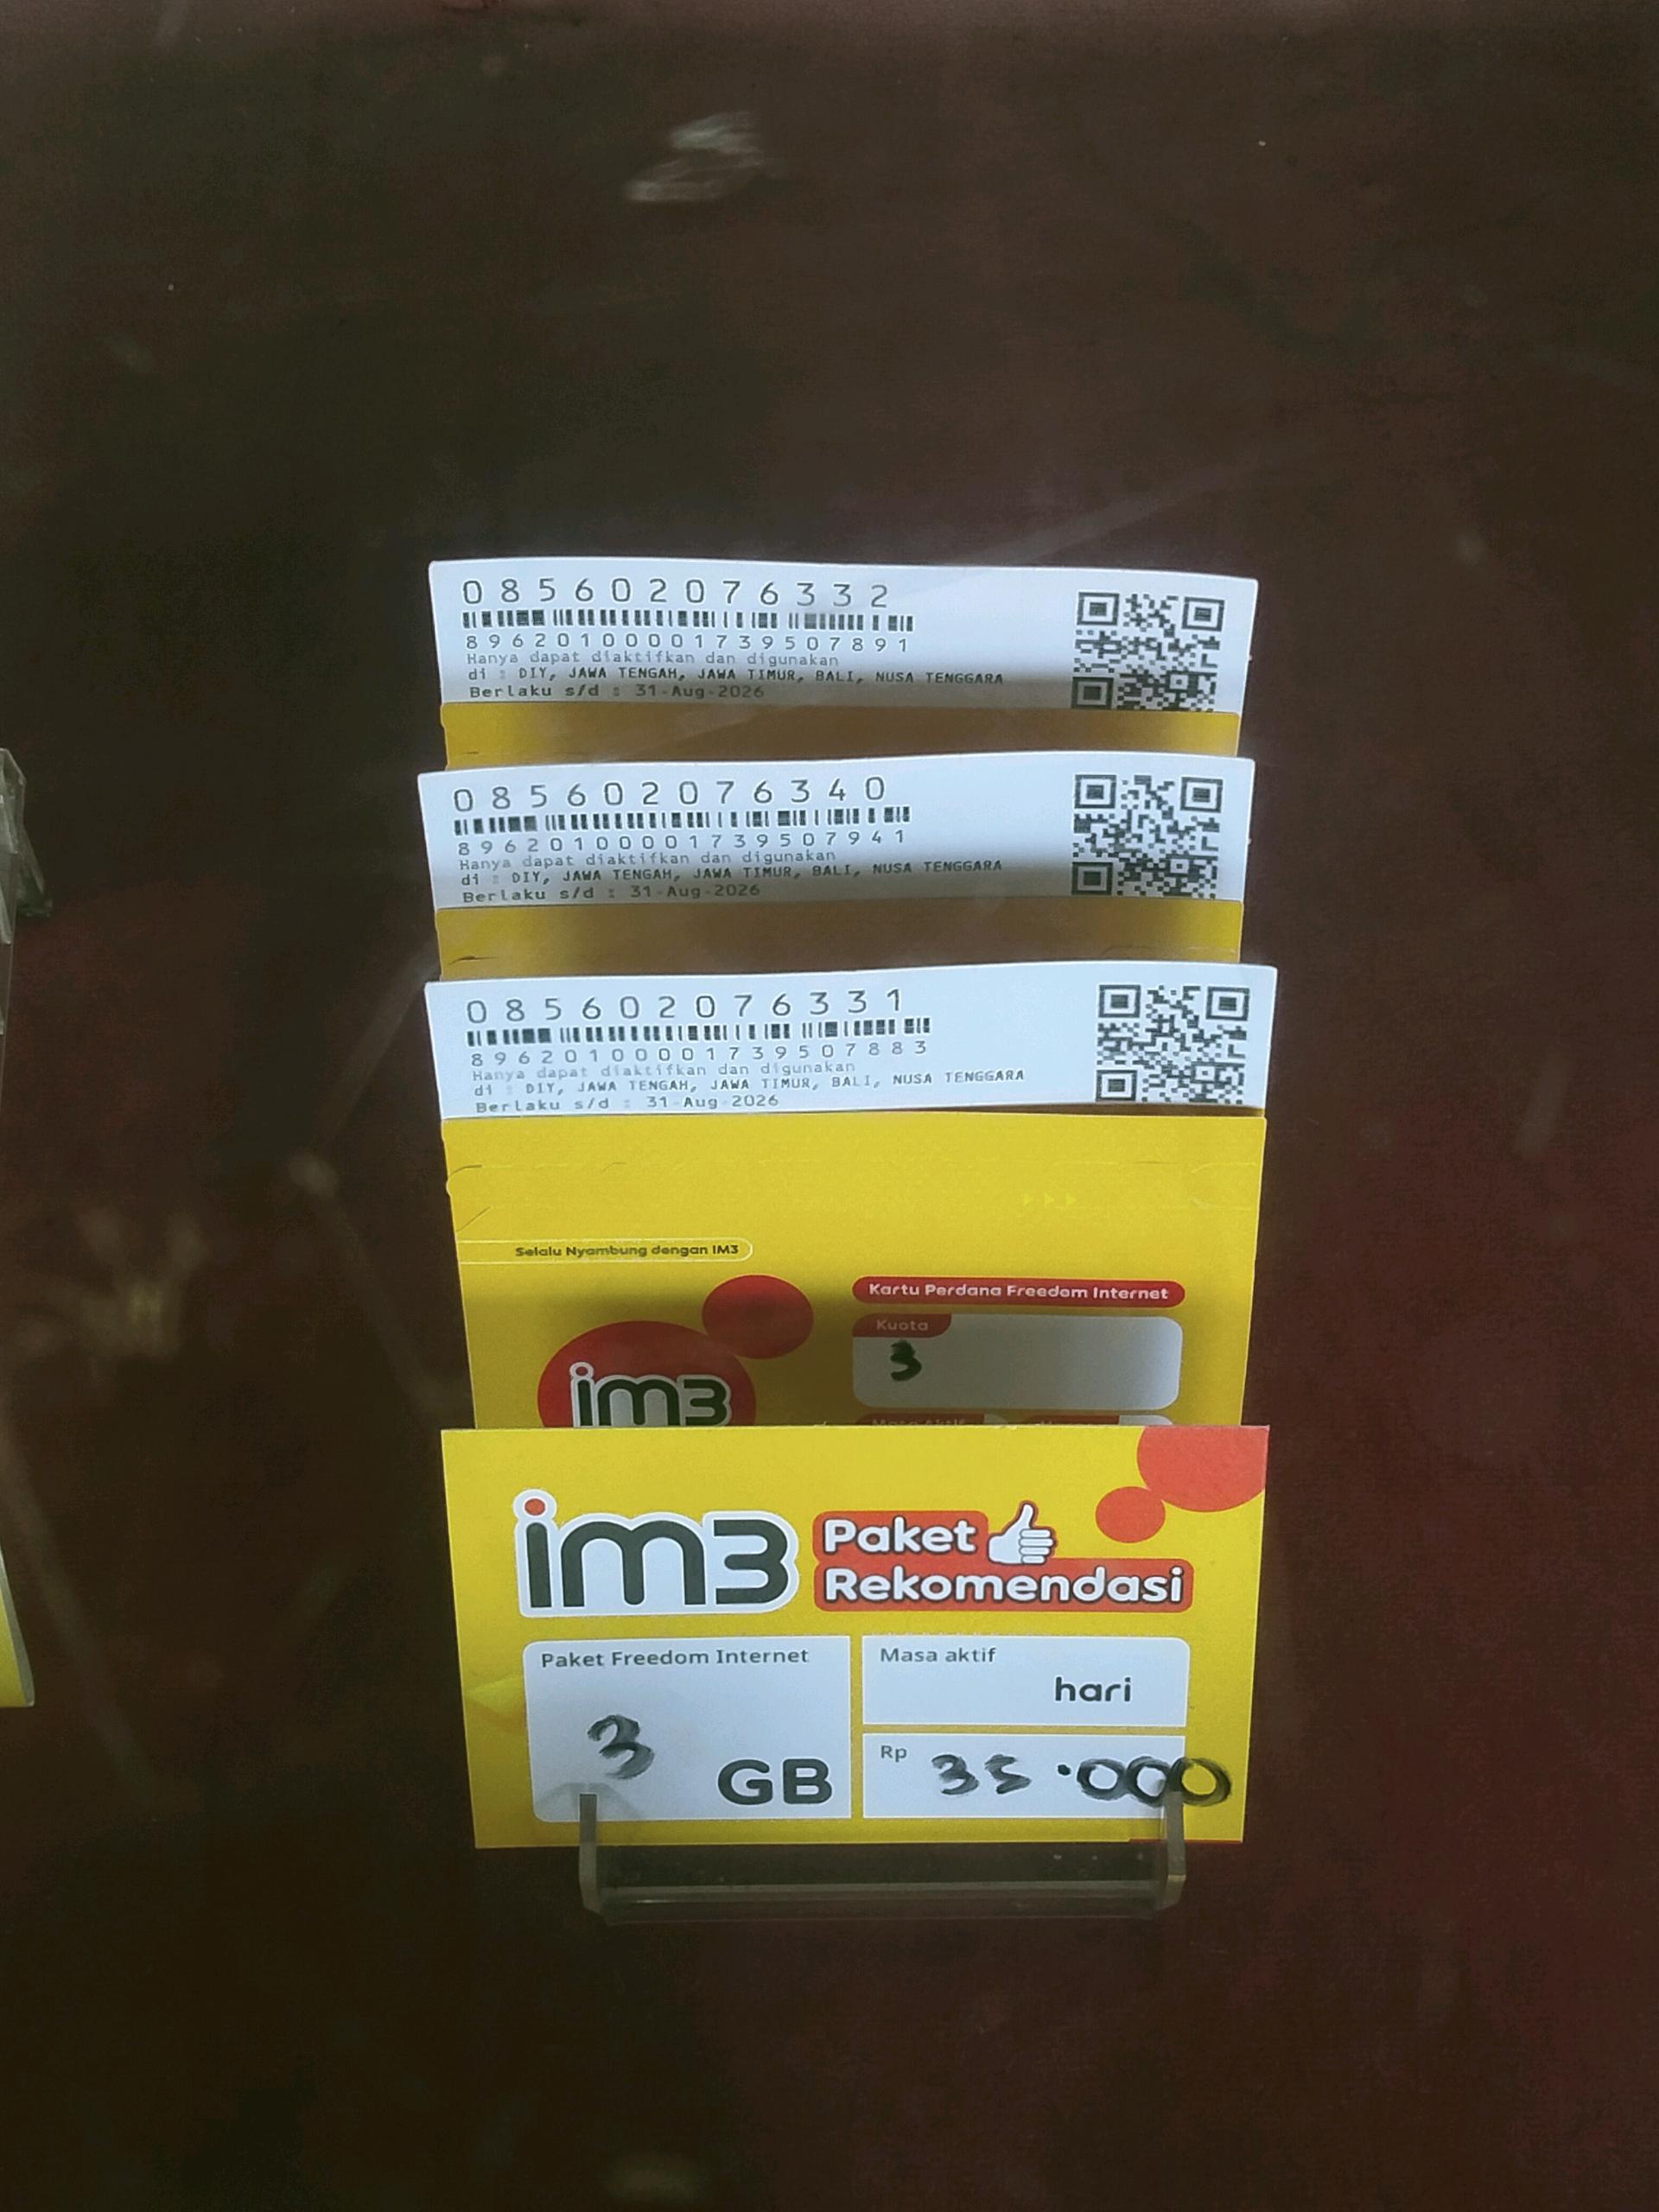 085602076332
8962010000173950789​1
Hanya dapat diaktifkan dan digunakan
di : DIY, JAWA TENGAH, JAWA TIMUR, BALI, NUSA TENGGARA
Berlaku s/d : 31-Aug-2026
085602076340
89620100001739507941
Hanya dapat diaktifkan dan digunakan
di : DIY, JAWA TENGAH, JAWA TIMUR, BALI, NUSA TENGGARA
Berlaku s/d : 31-Aug-2026
085602076331
89620100001739507883
Hanya dapat diaktifkan dan digunakan
di : DIY, JAWA TENGAH, JAWA TIMUR, BALI, NUSA TENGGARA
Berlaku s/d : 31-Aug-2026
Selalu Nyambung dengan IM3
Kartu Perdana Freedom Internet
Kuota
3
im3
Masa Aktif
im3 Paket
Rekomendasi
Paket Freedom Internet
3 GB
Masa aktif
hari
Rp 35.000